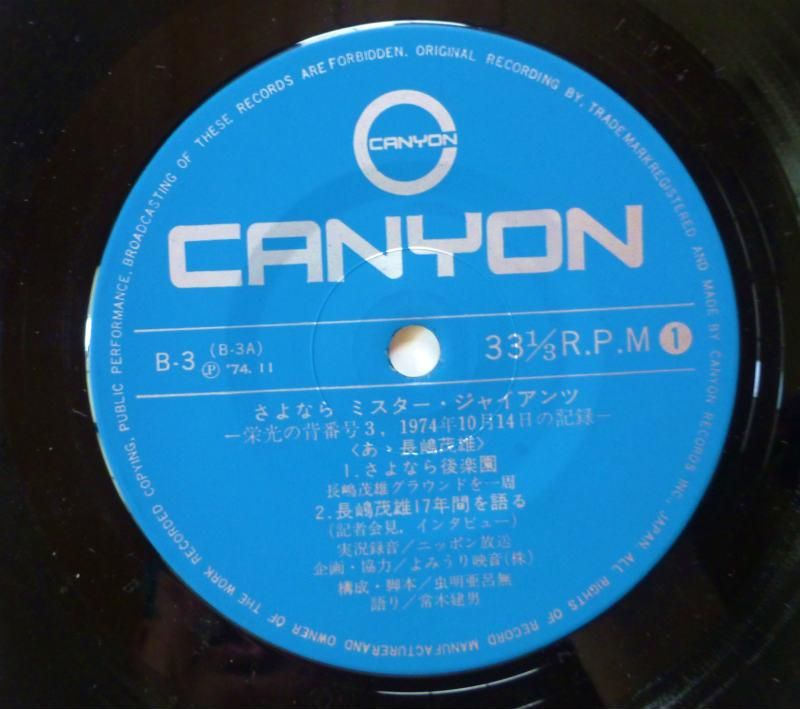 MANUFACTURERAND OWNER OF THE WORK RECORDED COPYING, PUBLIC PERFORMANCE, BROADCASTING OF THESE RECORDS ARE FORBIDDEN. ORIGINAL RECORDING BY, TRADE MARKREGISTERED AND MADE BY CANYON RECORDS INC, JAPAN ALL RIGHTS OF RECORD
CANYON
CANYON
B-3 (B-3A) Ⓟ '74. 11
33⅓ R.P.M ①
さよなら ミスター・ジャイアンツ
—栄光の背番号3, 1974年10月14日の記録—
〈あゝ長嶋茂雄〉
1. さよなら後楽園
長嶋茂雄グラウンドを一周
2. 長嶋茂雄17年間を語る
(記者会見, インタビュー)
実況録音/ニッポン放送
企画・協力/よみうり映音(株)
構成・脚本/虫明亜呂無
語り/常木建男